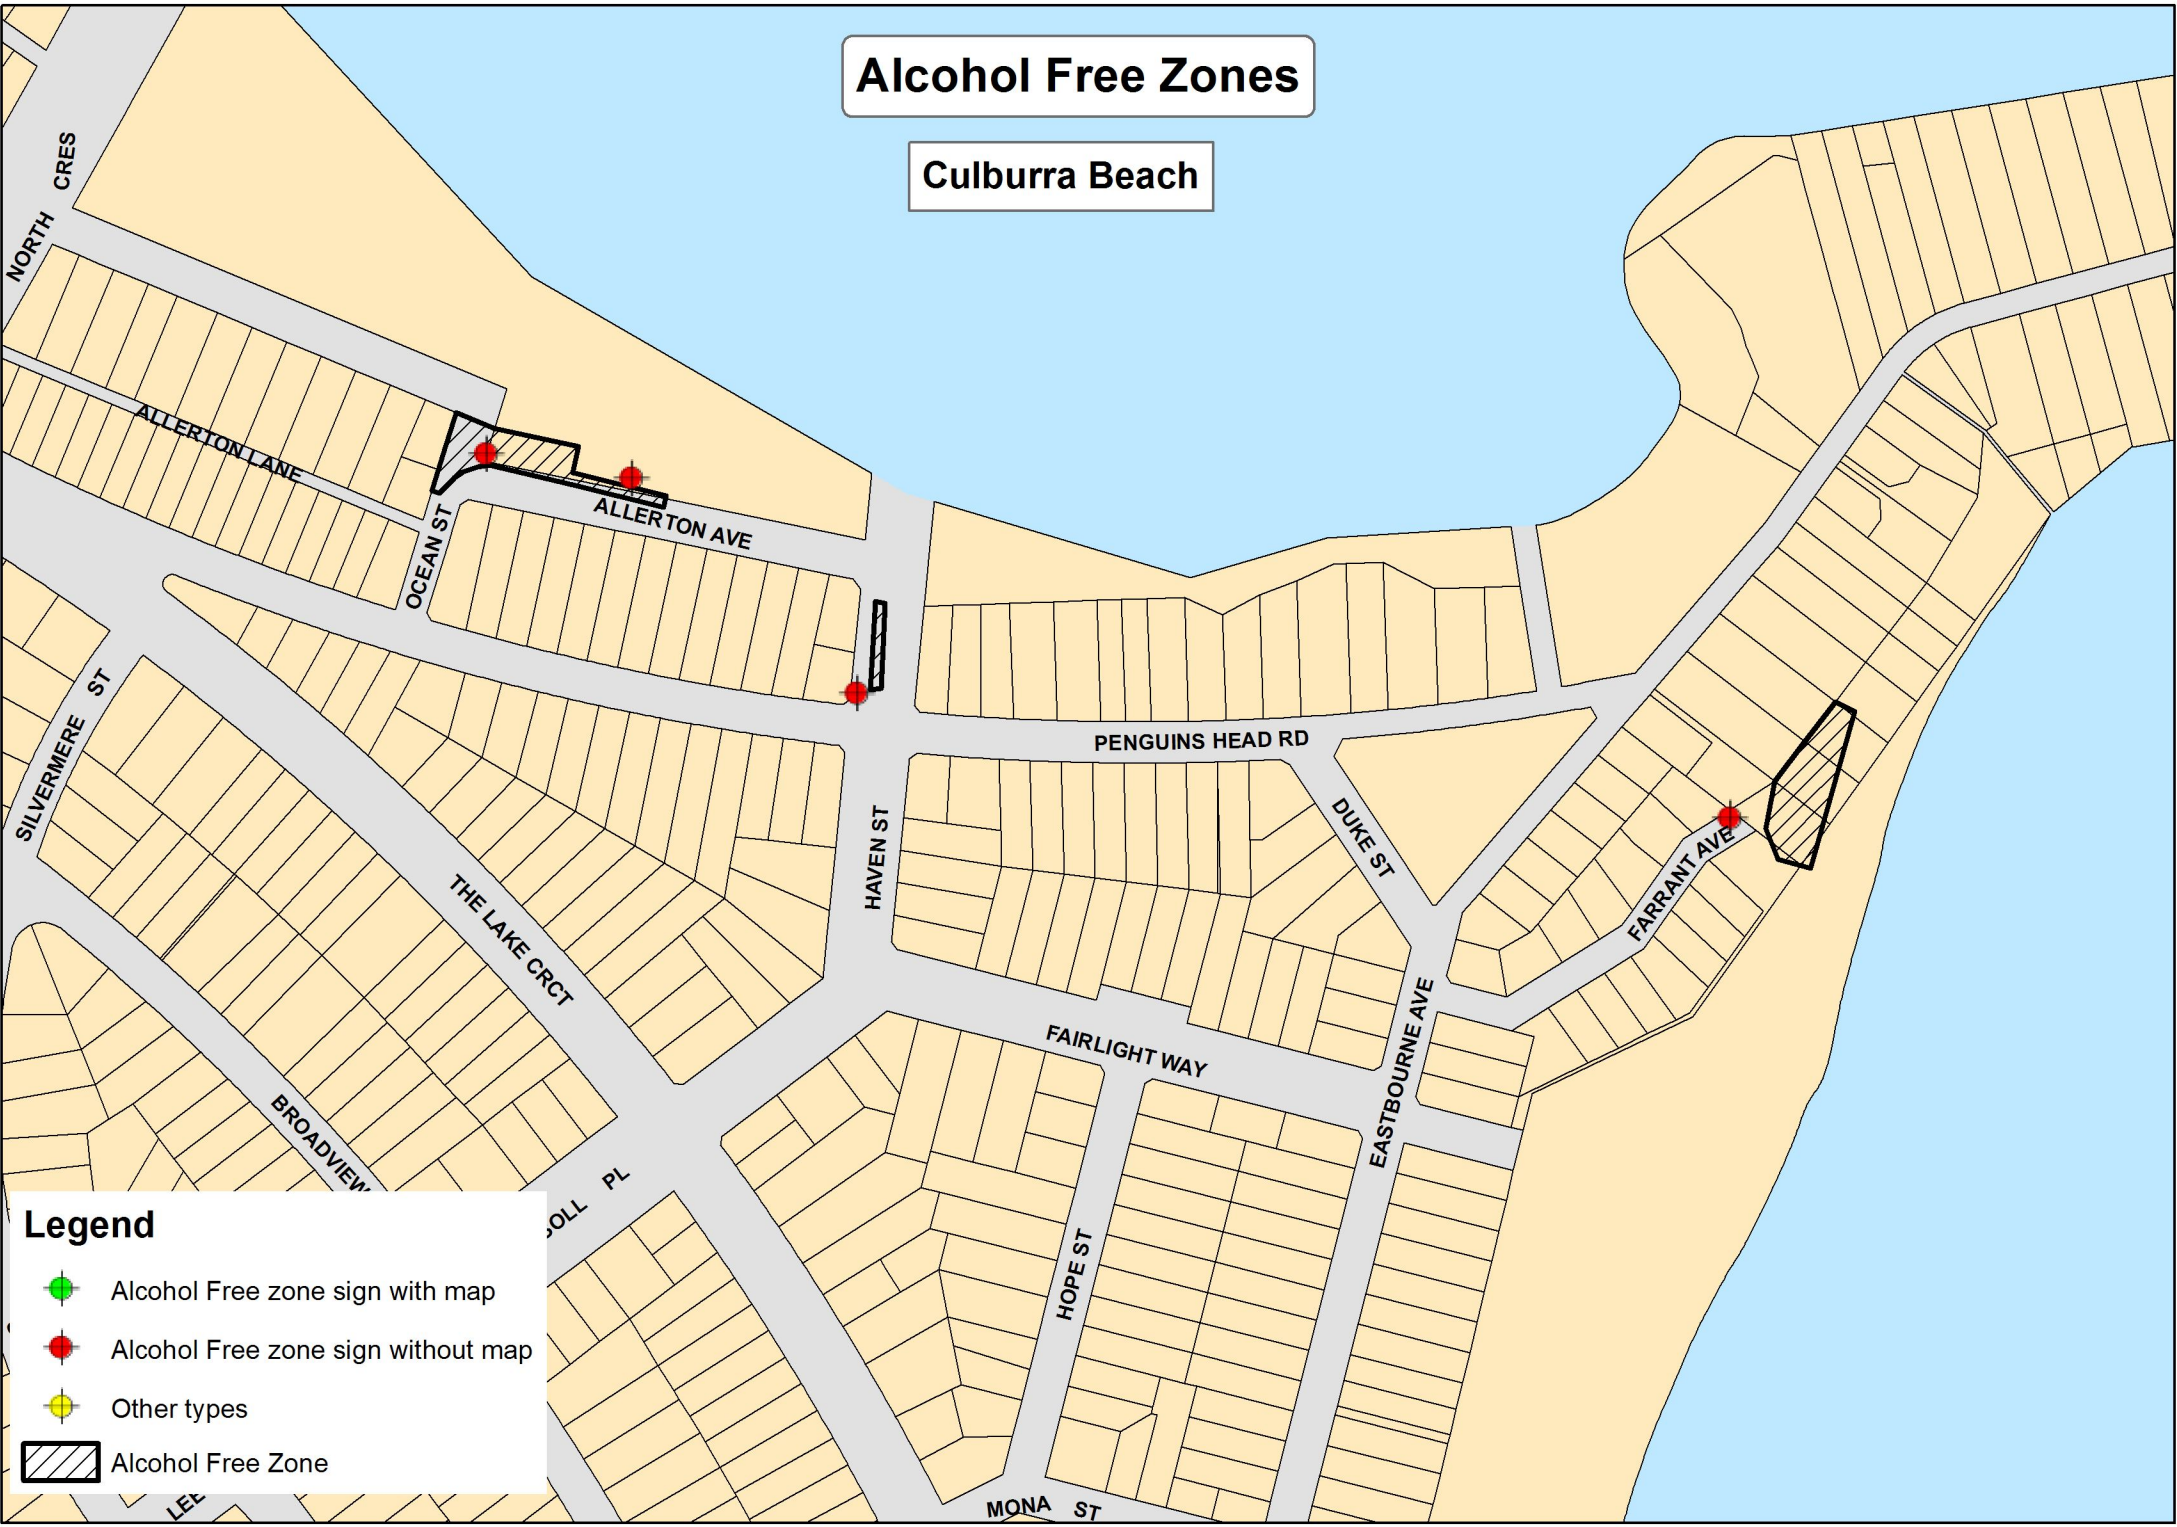 Alcohol Free Zones
Culburra Beach
NORTH CRES
ALLERTON LANE
OCEAN ST
ALLERTON AVE
SILVERMERE ST
PENGUINS HEAD RD
HAVEN ST
DUKE ST
FARRANT AVE
THE LAKE CRCT
FAIRLIGHT WAY
EASTBOURNE AVE
BROADVIEW
PL
HOPE ST
MONA ST
LEE
Legend
Alcohol Free zone sign with map
Alcohol Free zone sign without map
Other types
Alcohol Free Zone